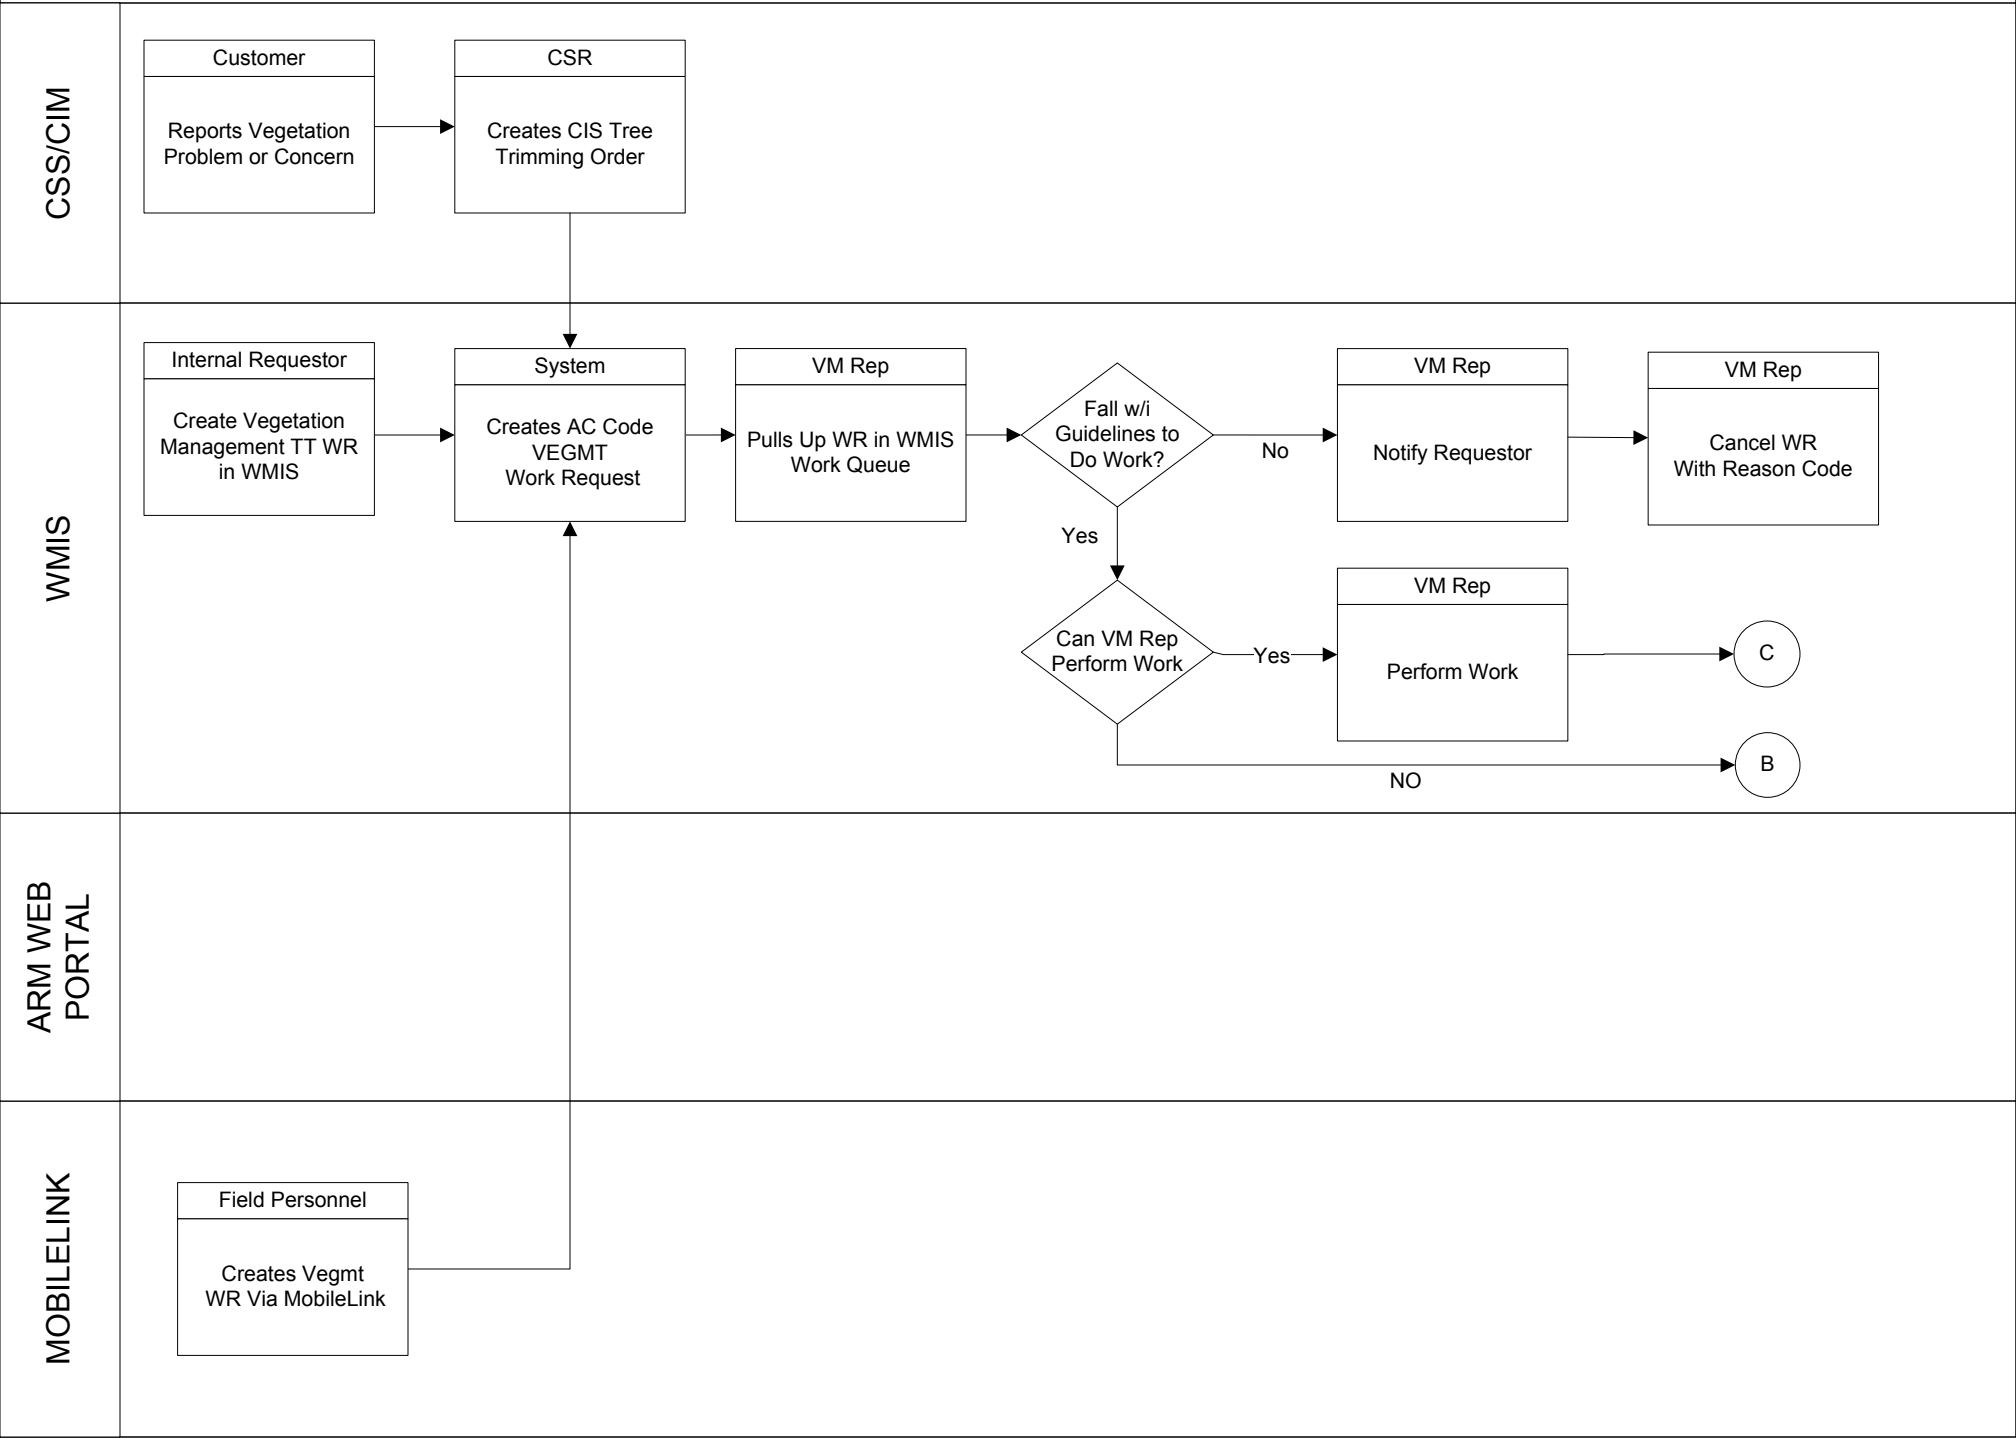 CSS/CIM
Customer
Reports Vegetation
Problem or Concern
CSR
Creates CIS Tree
Trimming Order
WMIS
Internal Requestor
Create Vegetation
Management TT WR
in WMIS
System
Creates AC Code
VEGMT
Work Request
VM Rep
Pulls Up WR in WMIS
Work Queue
Fall w/i
Guidelines to
Do Work?
No
VM Rep
Notify Requestor
VM Rep
Cancel WR
With Reason Code
Yes
Can VM Rep
Perform Work
Yes
VM Rep
Perform Work
C
NO
B
ARM WEB
PORTAL
MOBILELINK
Field Personnel
Creates Vegmt
WR Via MobileLink